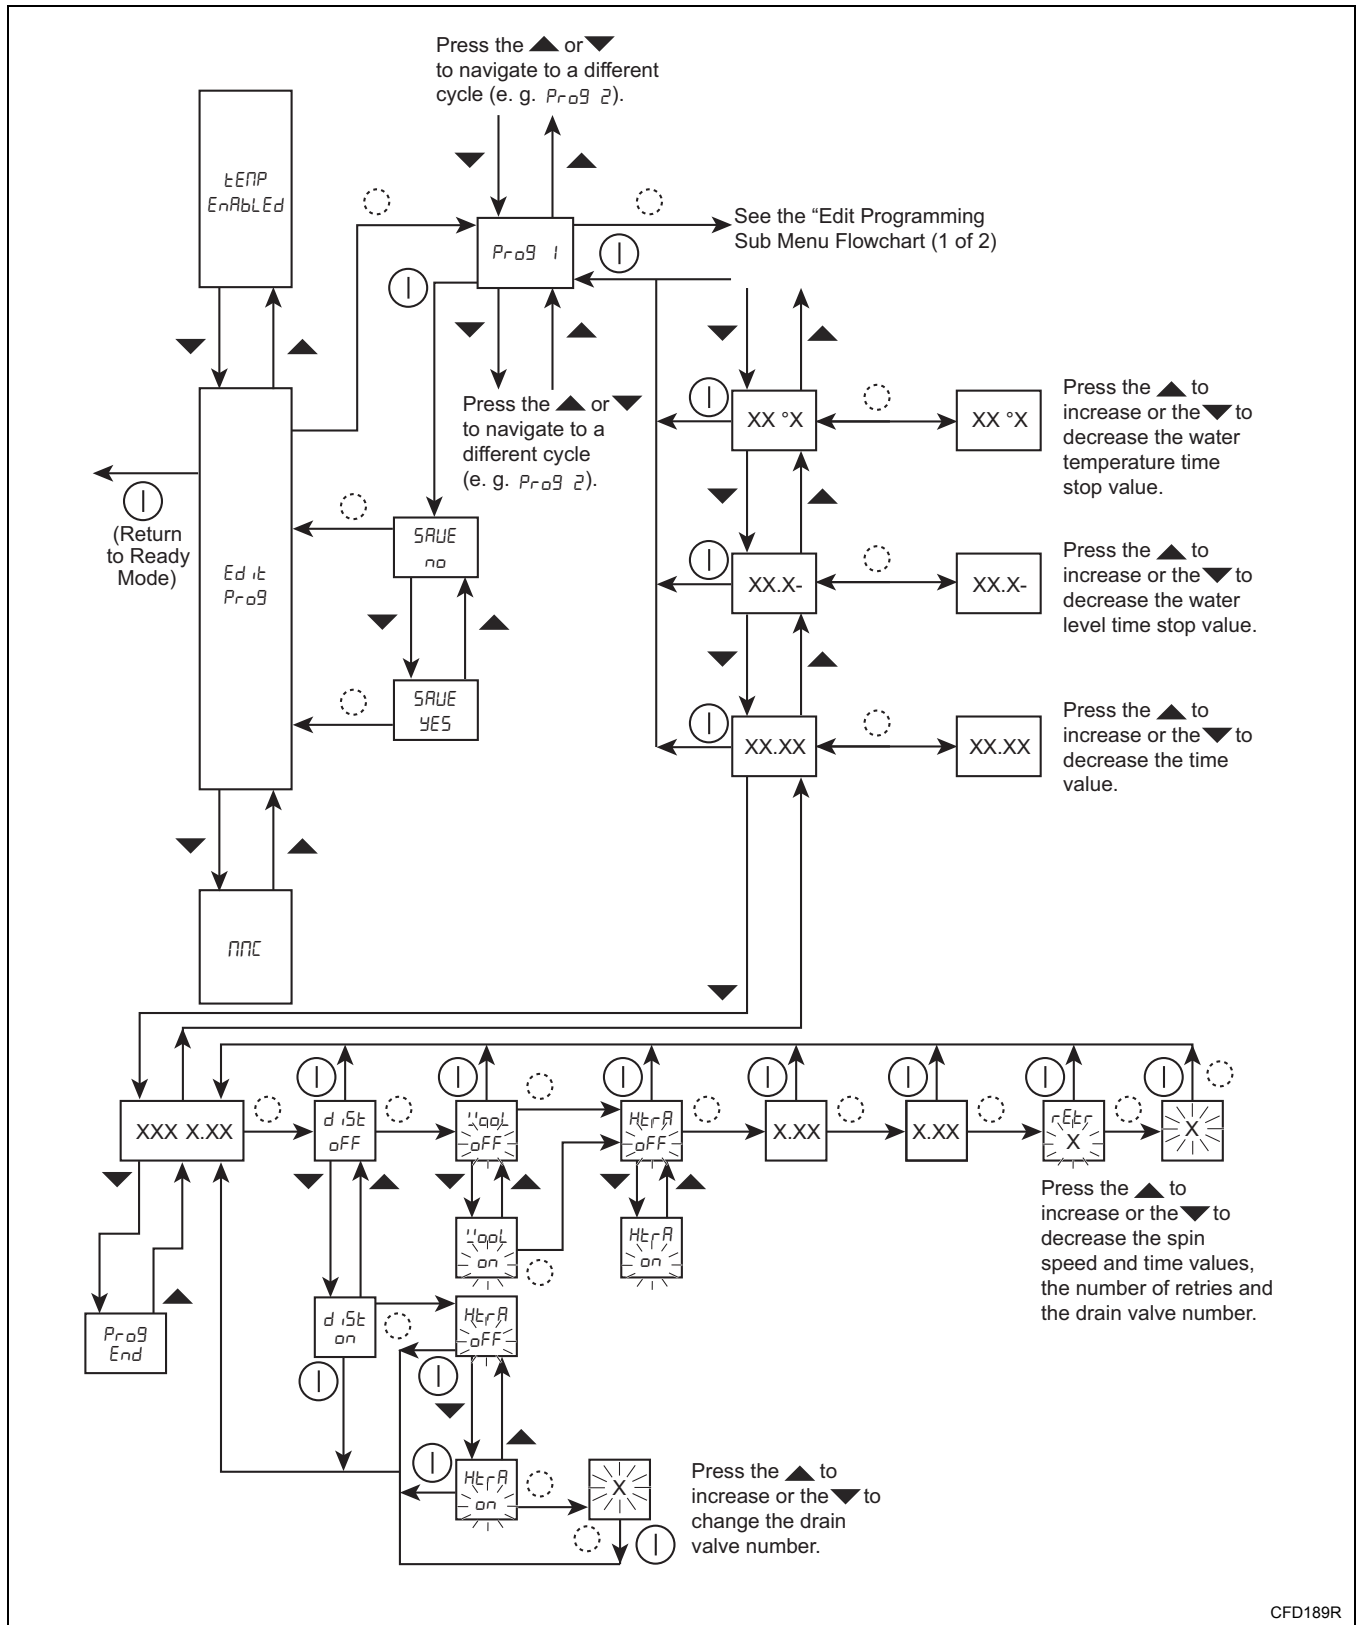 Press the ▲ or ▼
to navigate to a different
cycle (e. g. Prog 2).
tEMP
EnAbLEd
Prog 1
See the “Edit Programming
Sub Menu Flowchart (1 of 2)
Press the ▲ or ▼
to navigate to a
different cycle
(e. g. Prog 2).
XX °X
XX °X
Press the ▲ to
increase or the ▼ to
decrease the water
temperature time
stop value.
(Return
to Ready
Mode)
Edit
Prog
SAVE
no
XX.X-
XX.X-
Press the ▲ to
increase or the ▼ to
decrease the water
level time stop value.
SAVE
YES
XX.XX
XX.XX
Press the ▲ to
increase or the ▼ to
decrease the time
value.
MMC
XXX X.XX
diSt
oFF
WooL
oFF
HtrA
oFF
X.XX
X.XX
rEtr
X
X
WooL
on
HtrA
on
Press the ▲ to
increase or the ▼ to
decrease the spin
speed and time values,
the number of retries and
the drain valve number.
Prog
End
diSt
on
HtrA
oFF
HtrA
on
X
Press the ▲ to
increase or the ▼ to
change the drain
valve number.
CFD189R